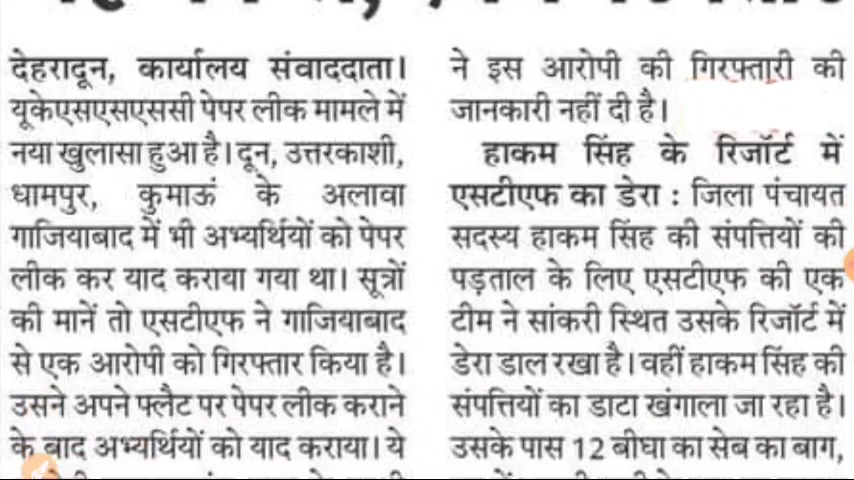 देहरादून, कार्यालय संवाददाता।
यूकेएसएसएससी पेपर लीक मामले में
नया खुलासा हुआ है। दून, उत्तरकाशी,
धामपुर, कुमाऊं के अलावा
गाजियाबाद में भी अभ्यर्थियों को पेपर
लीक कर याद कराया गया था। सूत्रों
की मानें तो एसटीएफ ने गाजियाबाद
से एक आरोपी को गिरफ्तार किया है।
उसने अपने फ्लैट पर पेपर लीक कराने
के बाद अभ्यर्थियों को याद कराया। ये
ने इस आरोपी की गिरफ्तारी की
जानकारी नहीं दी है।
हाकम सिंह के रिजॉर्ट में
एसटीएफ का डेरा : जिला पंचायत
सदस्य हाकम सिंह की संपत्तियों की
पड़ताल के लिए एसटीएफ की एक
टीम ने सांकरी स्थित उसके रिजॉर्ट में
डेरा डाल रखा है। वहीं हाकम सिंह की
संपत्तियों का डाटा खंगाला जा रहा है।
उसके पास 12 बीघा का सेब का बाग,